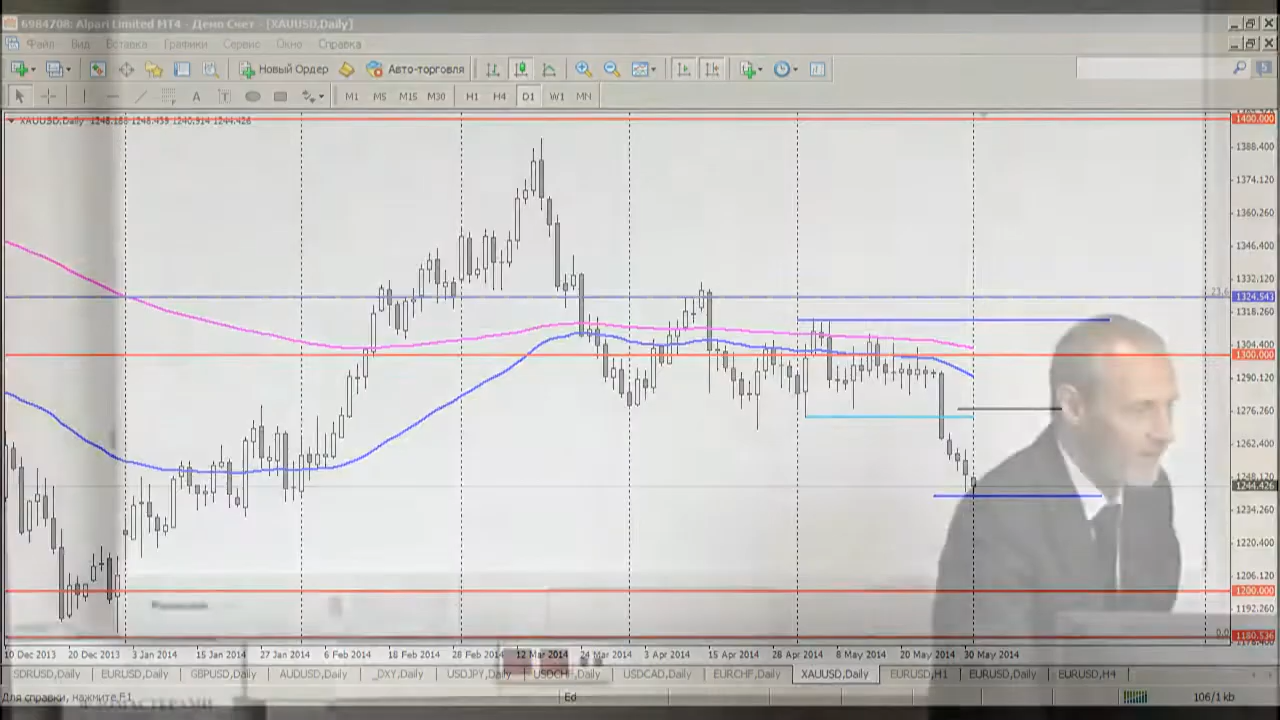 6984708: Alpari Limited MT4 - Демо Счет - [XAUUSD,Daily]
Файл Вид Вставка Графики Сервис Окно Справка
Новый Ордер Авто-торговля
A T M1 M5 M15 M30 H1 H4 D1 W1 MN
XAUUSD,Daily 1248.188 1248.439 1240.914 1244.426
1400.000
1388.400
1374.120
1360.260
1346.400
1332.120
23.6
1324.543
1318.260
1304.400
1300.000
1290.120
1276.260
1262.400
1248.120
1244.426
1234.260
1220.400
1206.120
1200.000
1192.260
0.0
1180.536
10 Dec 2013 20 Dec 2013 3 Jan 2014 15 Jan 2014 27 Jan 2014 6 Feb 2014 18 Feb 2014 28 Feb 2014 12 Mar 2014 24 Mar 2014 3 Apr 2014 15 Apr 2014 28 Apr 2014 8 May 2014 20 May 2014 30 May 2014
SDRUSD,Daily EURUSD,Daily GBPUSD,Daily AUDUSD,Daily _DXY,Daily USDJPY,Daily USDCHF,Daily USDCAD,Daily EURCHF,Daily XAUUSD,Daily EURUSD,H1 EURUSD,Daily EURUSD,H4
Для справки, нажмите F1 Ed 106/1 kb